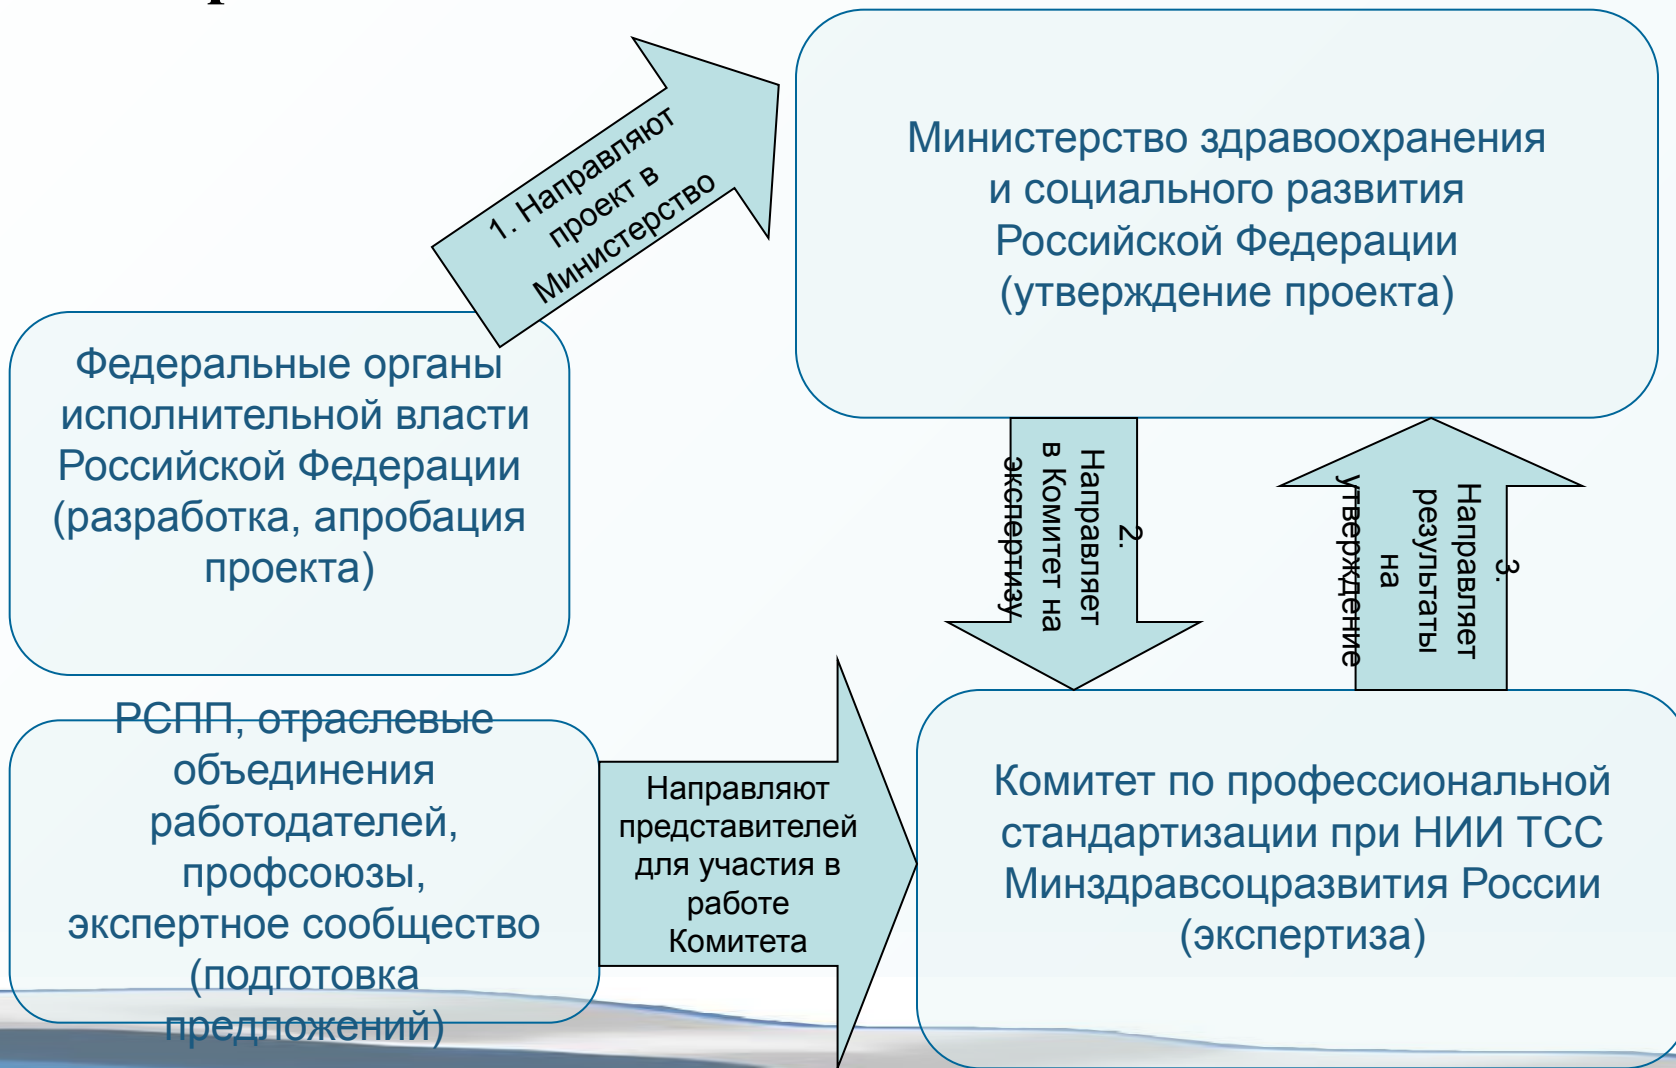 1. Направляют
проект в
Министерство
Министерство здравоохранения
и социального развития
Российской Федерации
(утверждение проекта)
Федеральные органы
исполнительной власти
Российской Федерации
(разработка, апробация
проекта)
2.
Направляет
в Комитет на
экспертизу
3.
Направляет
результаты
на
утверждение
РСПП, отраслевые
объединения
работодателей,
профсоюзы,
экспертное сообщество
(подготовка
предложений)
Направляют
представителей
для участия в
работе
Комитета
Комитет по профессиональной
стандартизации при НИИ ТСС
Минздравсоцразвития России
(экспертиза)